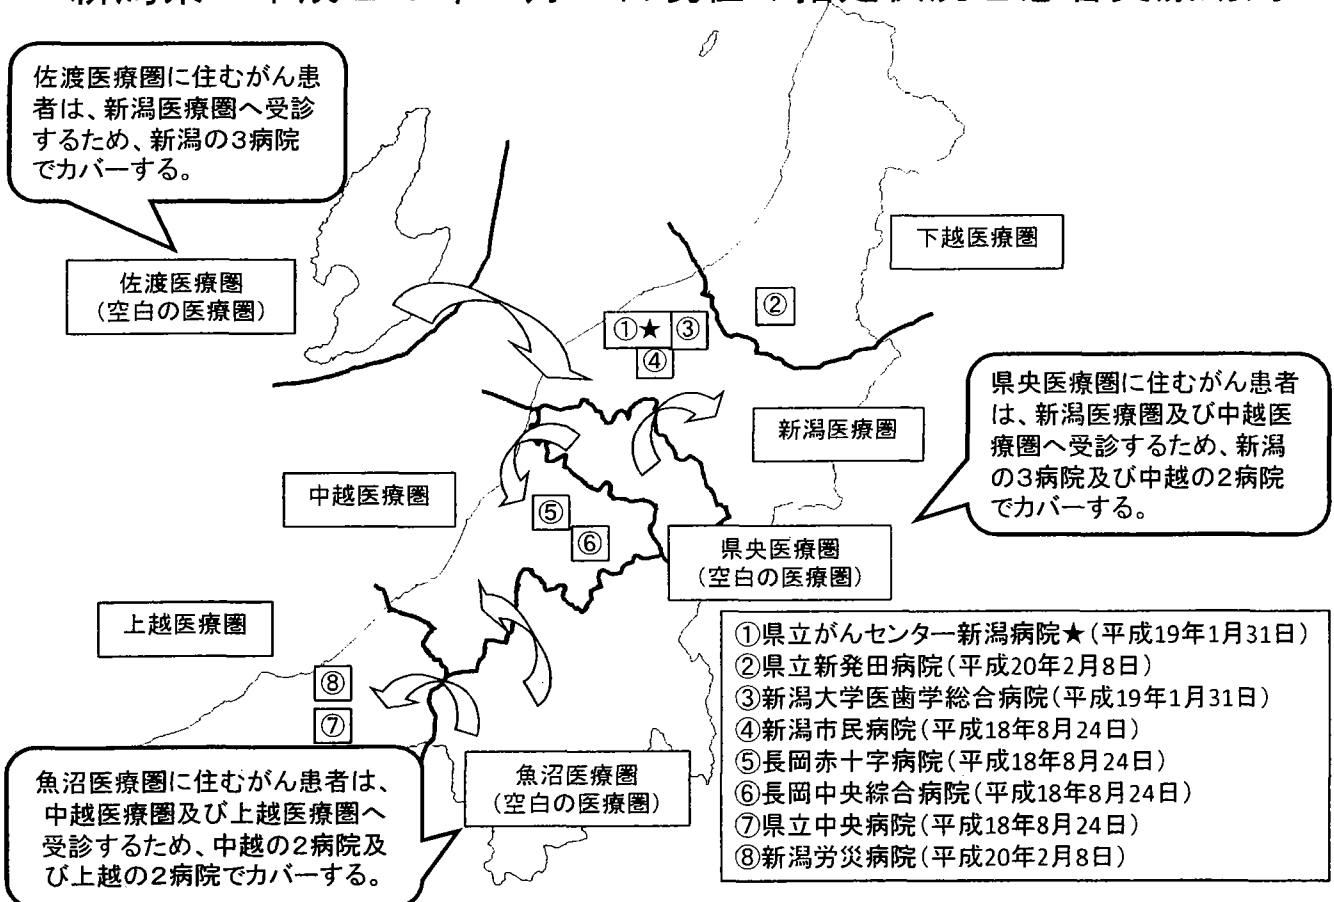 佐渡医療圏に住むがん患
者は、新潟医療圏へ受診
するため、新潟の3病院
でカバーする。
下越医療圏
佐渡医療圏
(空白の医療圏)
②
①★
③
④
県央医療圏に住むがん患者
は、新潟医療圏及び中越医
療圏へ受診するため、新潟
の3病院及び中越の2病院
でカバーする。
新潟医療圏
中越医療圏
⑤
⑥
県央医療圏
(空白の医療圏)
上越医療圏
⑧
⑦
①県立がんセンター新潟病院★(平成19年1月31日)
②県立新発田病院(平成20年2月8日)
③新潟大学医歯学総合病院(平成19年1月31日)
④新潟市民病院(平成18年8月24日)
⑤長岡赤十字病院(平成18年8月24日)
⑥長岡中央綜合病院(平成18年8月24日)
⑦県立中央病院(平成18年8月24日)
⑧新潟労災病院(平成20年2月8日)
魚沼医療圏に住むがん患者は、
中越医療圏及び上越医療圏へ
受診するため、中越の2病院及
び上越の2病院でカバーする。
魚沼医療圏
(空白の医療圏)